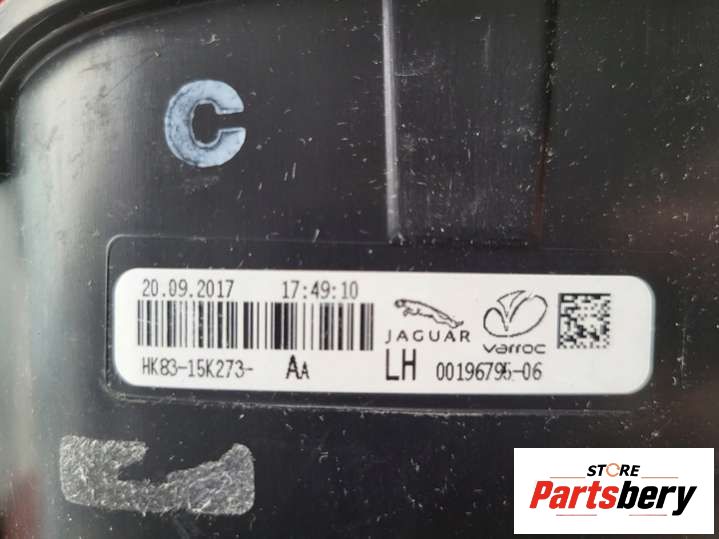 C
20.09.2017 17:49:10
JAGUAR varroc
HK83-15K273- AA LH 00196795-06
STORE
Partsbery